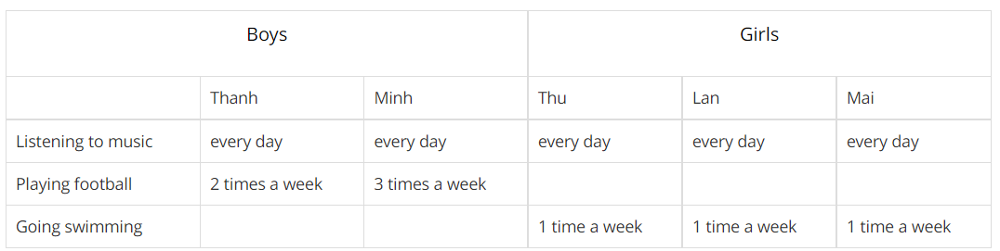 Boys Girls
Thanh Minh Thu Lan Mai
Listening to music every day every day every day every day every day
Playing football 2 times a week 3 times a week
Going swimming 1 time a week 1 time a week 1 time a week